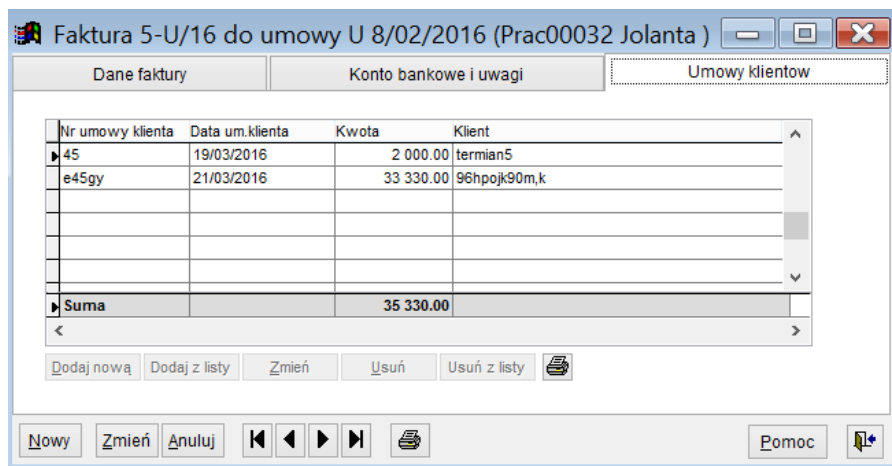 Faktura 5-U/16 do umowy U 8/02/2016 (Prac00032 Jolanta )
Dane faktury Konto bankowe i uwagi Umowy klientow
Nr umowy klienta Data um.klienta Kwota Klient
45 19/03/2016 2 000.00 termian5
e45gy 21/03/2016 33 330.00 96hpojk90m,k
Suma 35 330.00
Dodaj nową Dodaj z listy Zmień Usuń Usuń z listy
Nowy Zmień Anuluj Pomoc